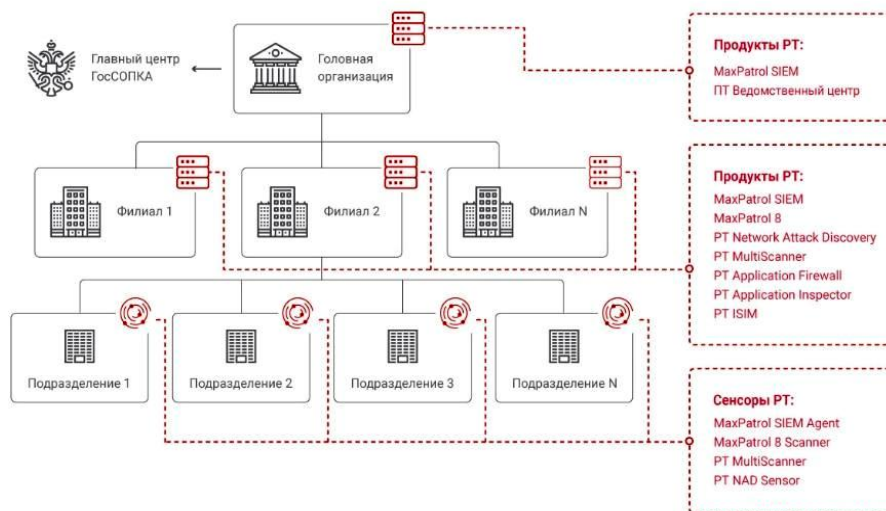 Главный центр
ГосСОПКА
Головная
организация
Продукты PT:
MaxPatrol SIEM
ПТ Ведомственный центр
Филиал 1
Филиал 2
Филиал N
Продукты PT:
MaxPatrol SIEM
MaxPatrol 8
PT Network Attack Discovery
PT MultiScanner
PT Application Firewall
PT Application Inspector
PT ISIM
Подразделение 1
Подразделение 2
Подразделение 3
Подразделение N
Сенсоры PT:
MaxPatrol SIEM Agent
MaxPatrol 8 Scanner
PT MultiScanner
PT NAD Sensor